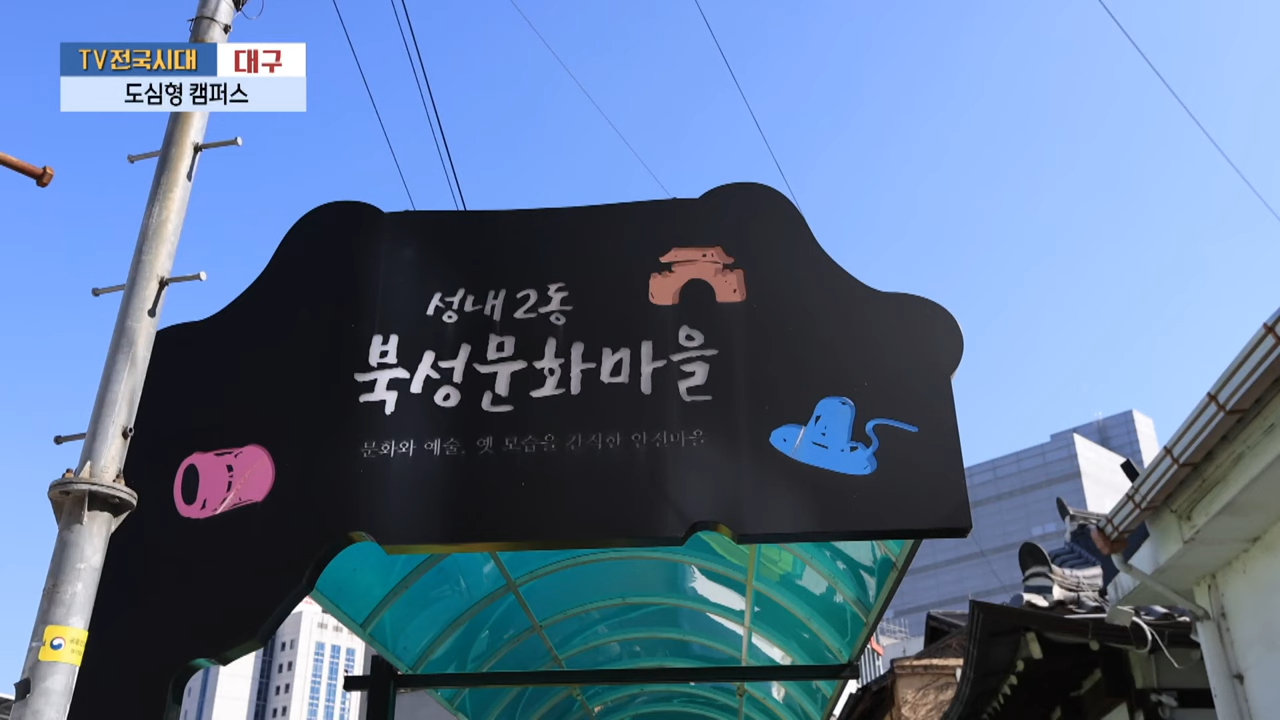 TV전국시대 대구
도심형 캠퍼스
성내2동
북성문화마을
문화와 예술, 옛 모습을 간직한 안전마을